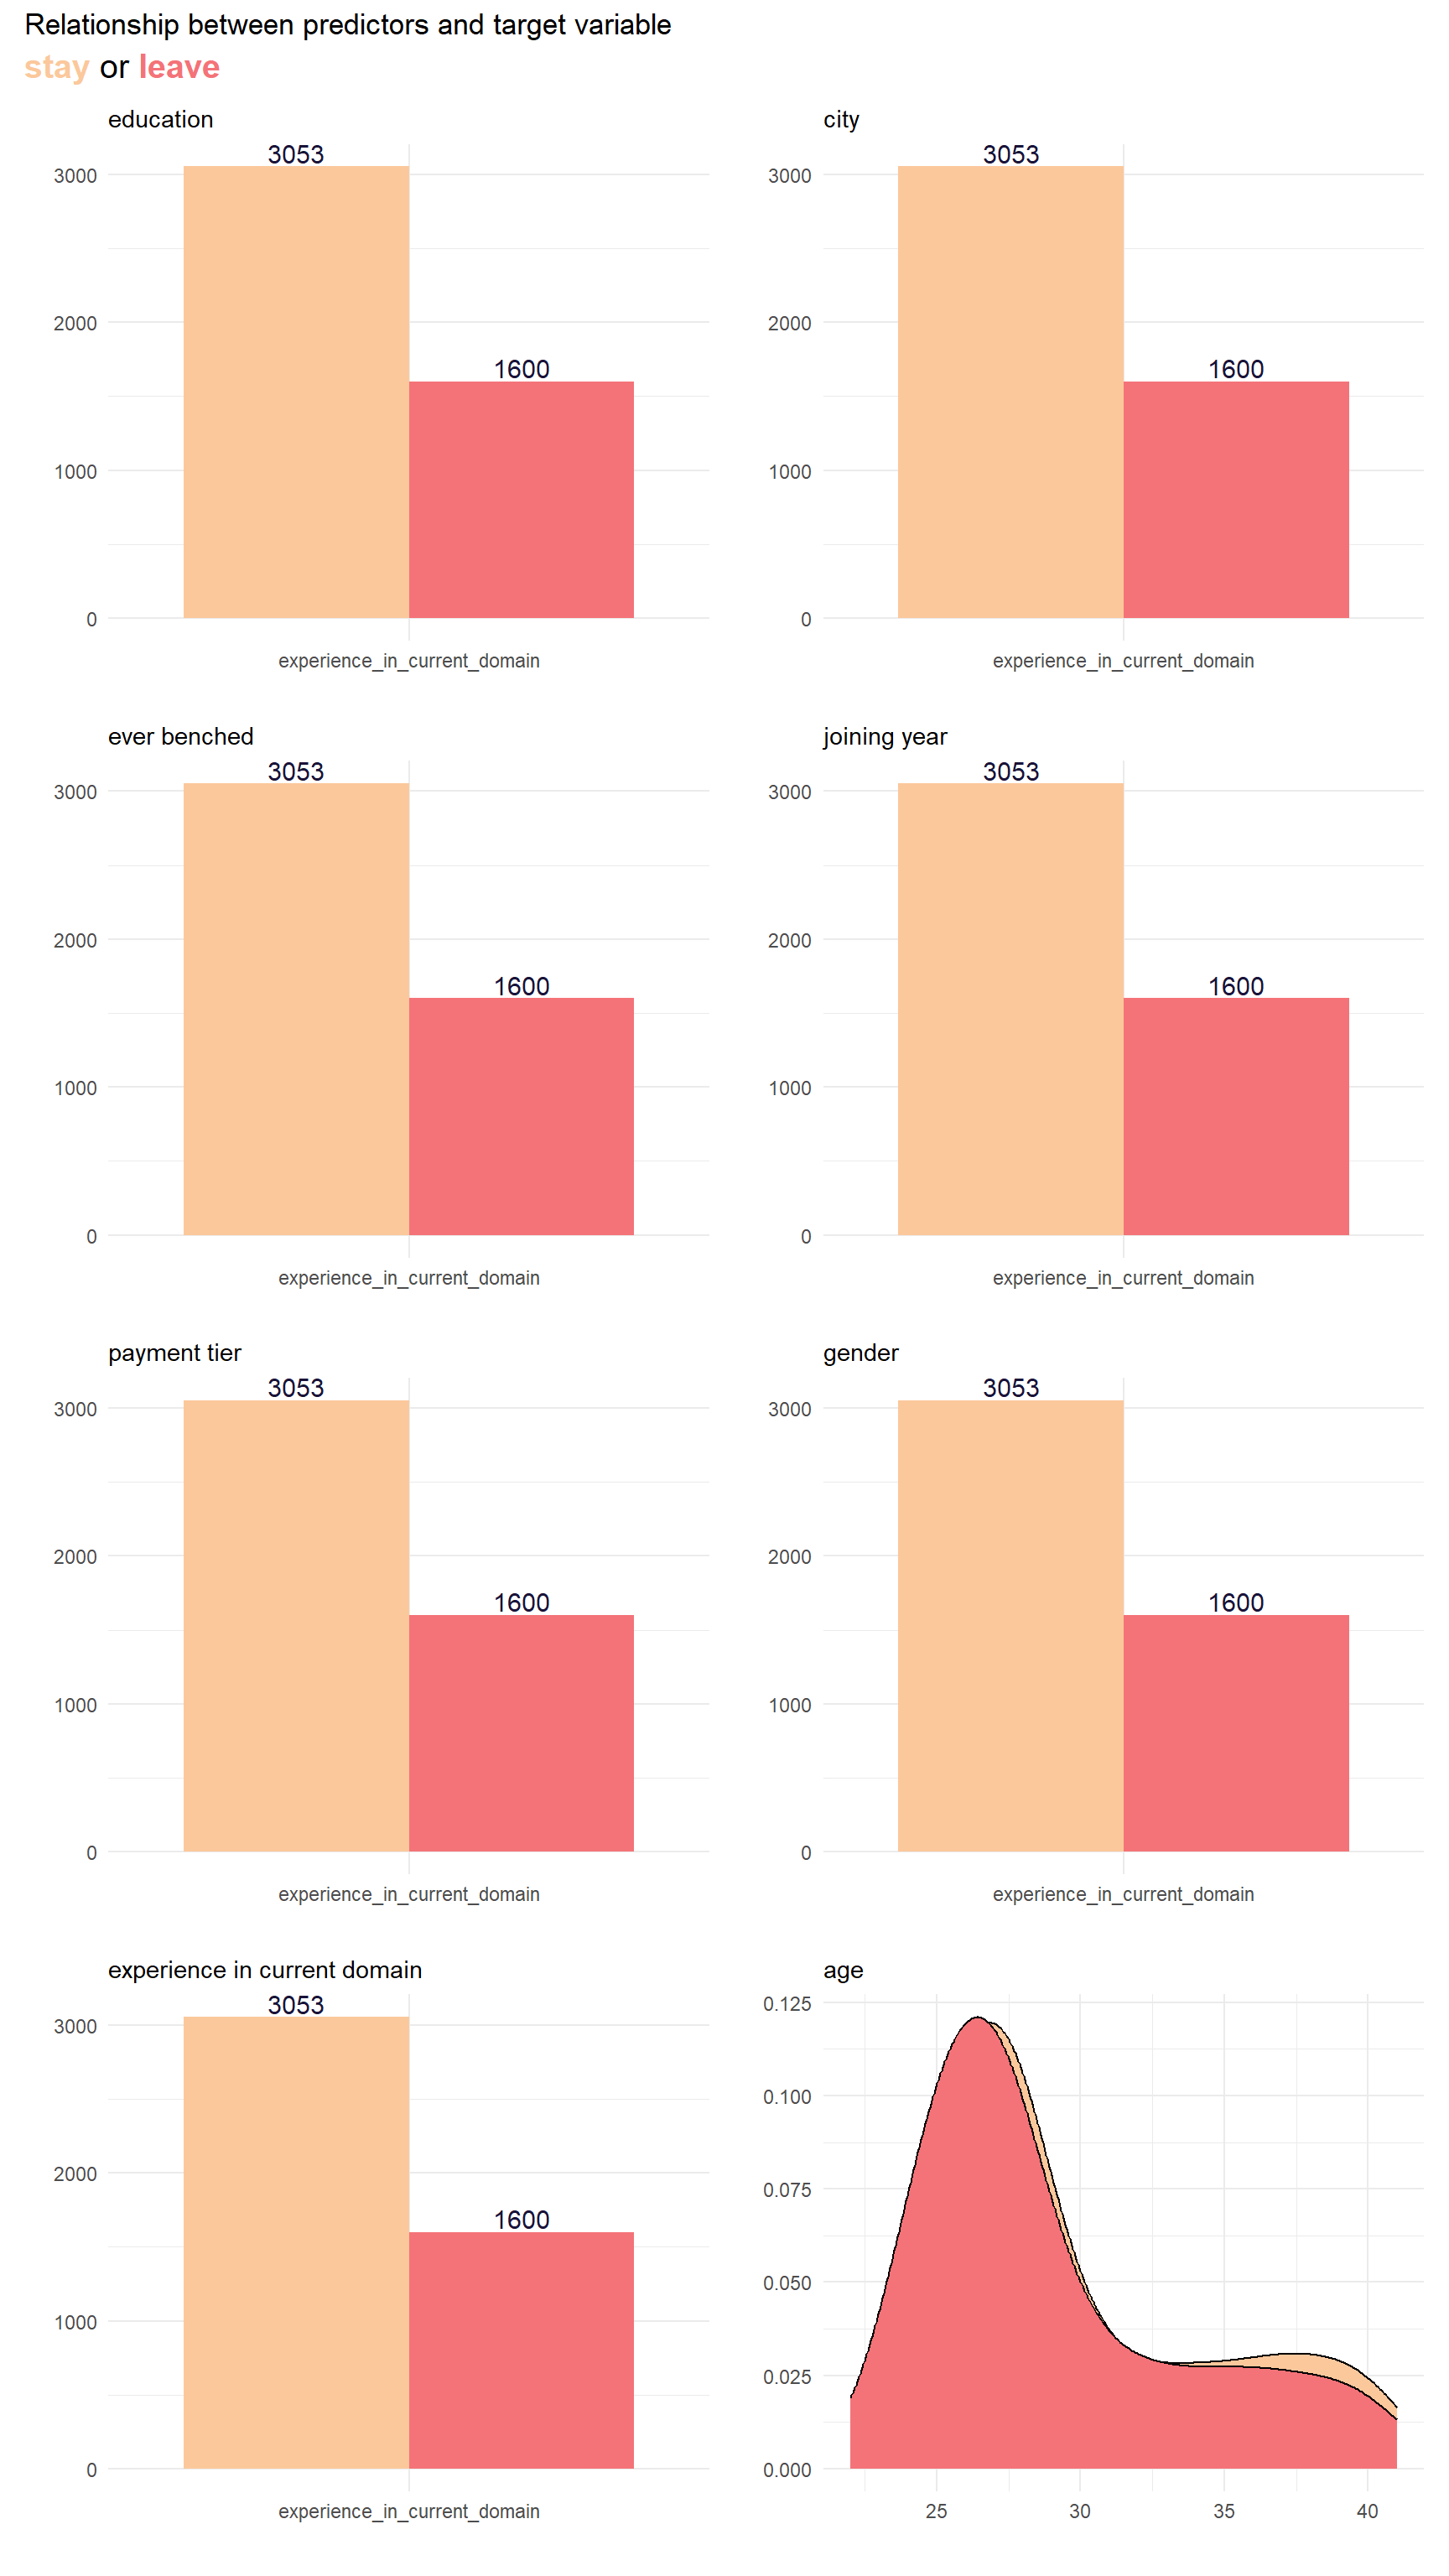 Relationship between predictors and target variable
stay or leave
education
3053
3000
2000
1600
1000
0
experience_in_current_domain
city
3053
3000
2000
1600
1000
0
experience_in_current_domain
ever benched
3053
3000
2000
1600
1000
0
experience_in_current_domain
joining year
3053
3000
2000
1600
1000
0
experience_in_current_domain
payment tier
3053
3000
2000
1600
1000
0
experience_in_current_domain
gender
3053
3000
2000
1600
1000
0
experience_in_current_domain
experience in current domain
3053
3000
2000
1600
1000
0
experience_in_current_domain
age
0.125
0.100
0.075
0.050
0.025
0.000
25 30 35 40